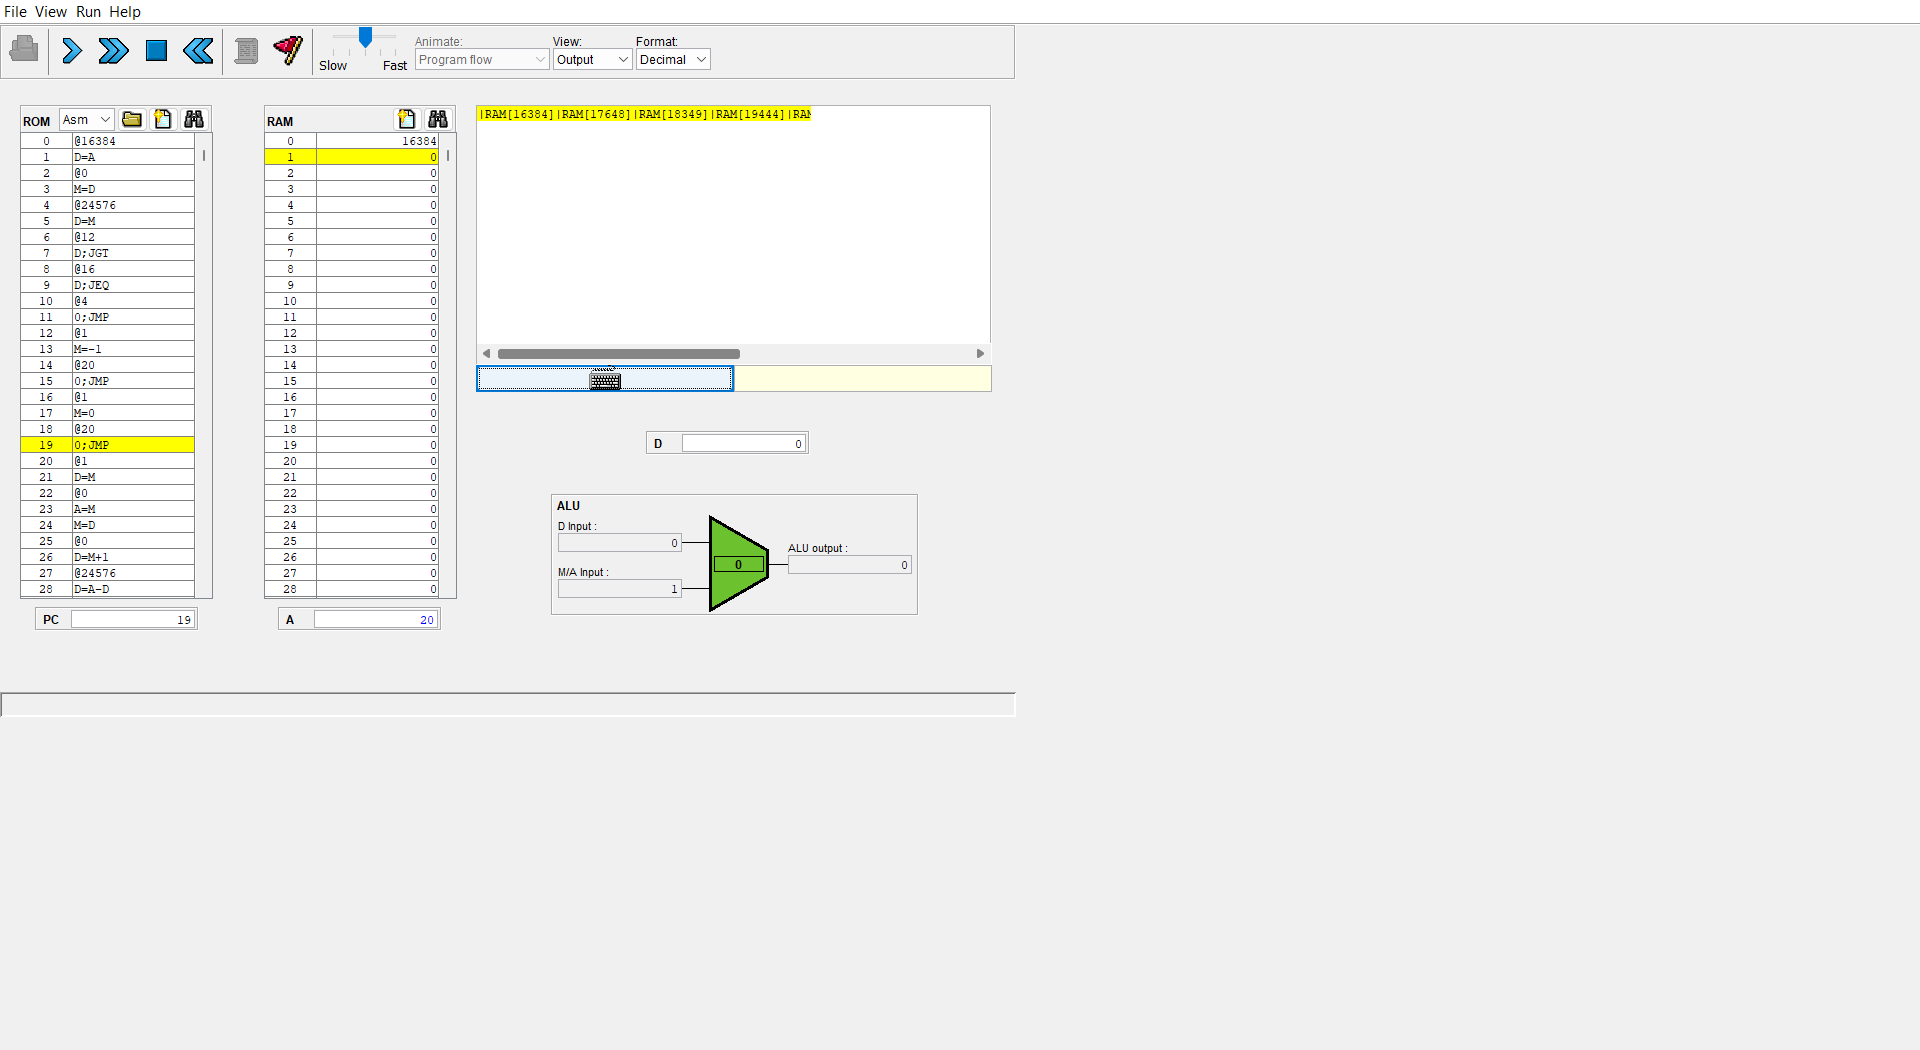 File View Run Help
Slow Fast
Animate: View: Format:
Program flow Output Decimal
ROM Asm
0 @16384
1 D=A
2 @0
3 M=D
4 @24576
5 D=M
6 @12
7 D;JGT
8 @16
9 D;JEQ
10 @4
11 0;JMP
12 @1
13 M=-1
14 @20
15 0;JMP
16 @1
17 M=0
18 @20
19 0;JMP
20 @1
21 D=M
22 @0
23 A=M
24 M=D
25 @0
26 D=M+1
27 @24576
28 D=A-D
PC 19
RAM
0 16384
1 0
2 0
3 0
4 0
5 0
6 0
7 0
8 0
9 0
10 0
11 0
12 0
13 0
14 0
15 0
16 0
17 0
18 0
19 0
20 0
21 0
22 0
23 0
24 0
25 0
26 0
27 0
28 0
A 20
|RAM[16384]|RAM[17648]|RAM[18349]|RAM[19444]|RAM
D 0
ALU
D Input :
0
M/A Input :
1
0
ALU output :
0